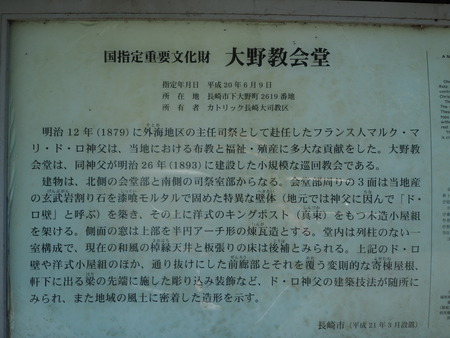 国指定重要文化財 大野教会堂
指定年月日 平成20年6月9日
所在地 長崎市下大野町2619番地
所有者 カトリック長崎大司教区
明治12年(1879)に外海地区の主任司祭として赴任したフランス人マルク・マ
リ・ド・ロ神父は、当地における布教と福祉・殖産に多大な貢献をした。大野教
会堂は、同神父が明治26年(1893)に建設した小規模な巡回教会である。
建物は、北側の会堂部と南側の司祭室部からなる。会堂部周りの3面は当地産
の玄武岩割り石を漆喰モルタルで固めた特異な壁体(地元では神父に因んで「ド・
ロ壁」と呼ぶ)を築き、その上に洋式のキングポスト(真束)をもつ木造小屋組
を架ける。側面の窓は上部を半円アーチ形の煉瓦造とする。堂内は列柱のない一
室構成で、現在の和風の棹縁天井と板張りの床は後補とみられる。上記のド・ロ
壁や洋式小屋組のほか、通り抜けにした前廊部とそれを覆う変則的な寄棟屋根、
軒下に出る梁の先端に施した彫り込み装飾など、ド・ロ神父の建築技法が随所に
みられ、また地域の風土に密着した造形を示す。
長崎市(平成21年3月設置)